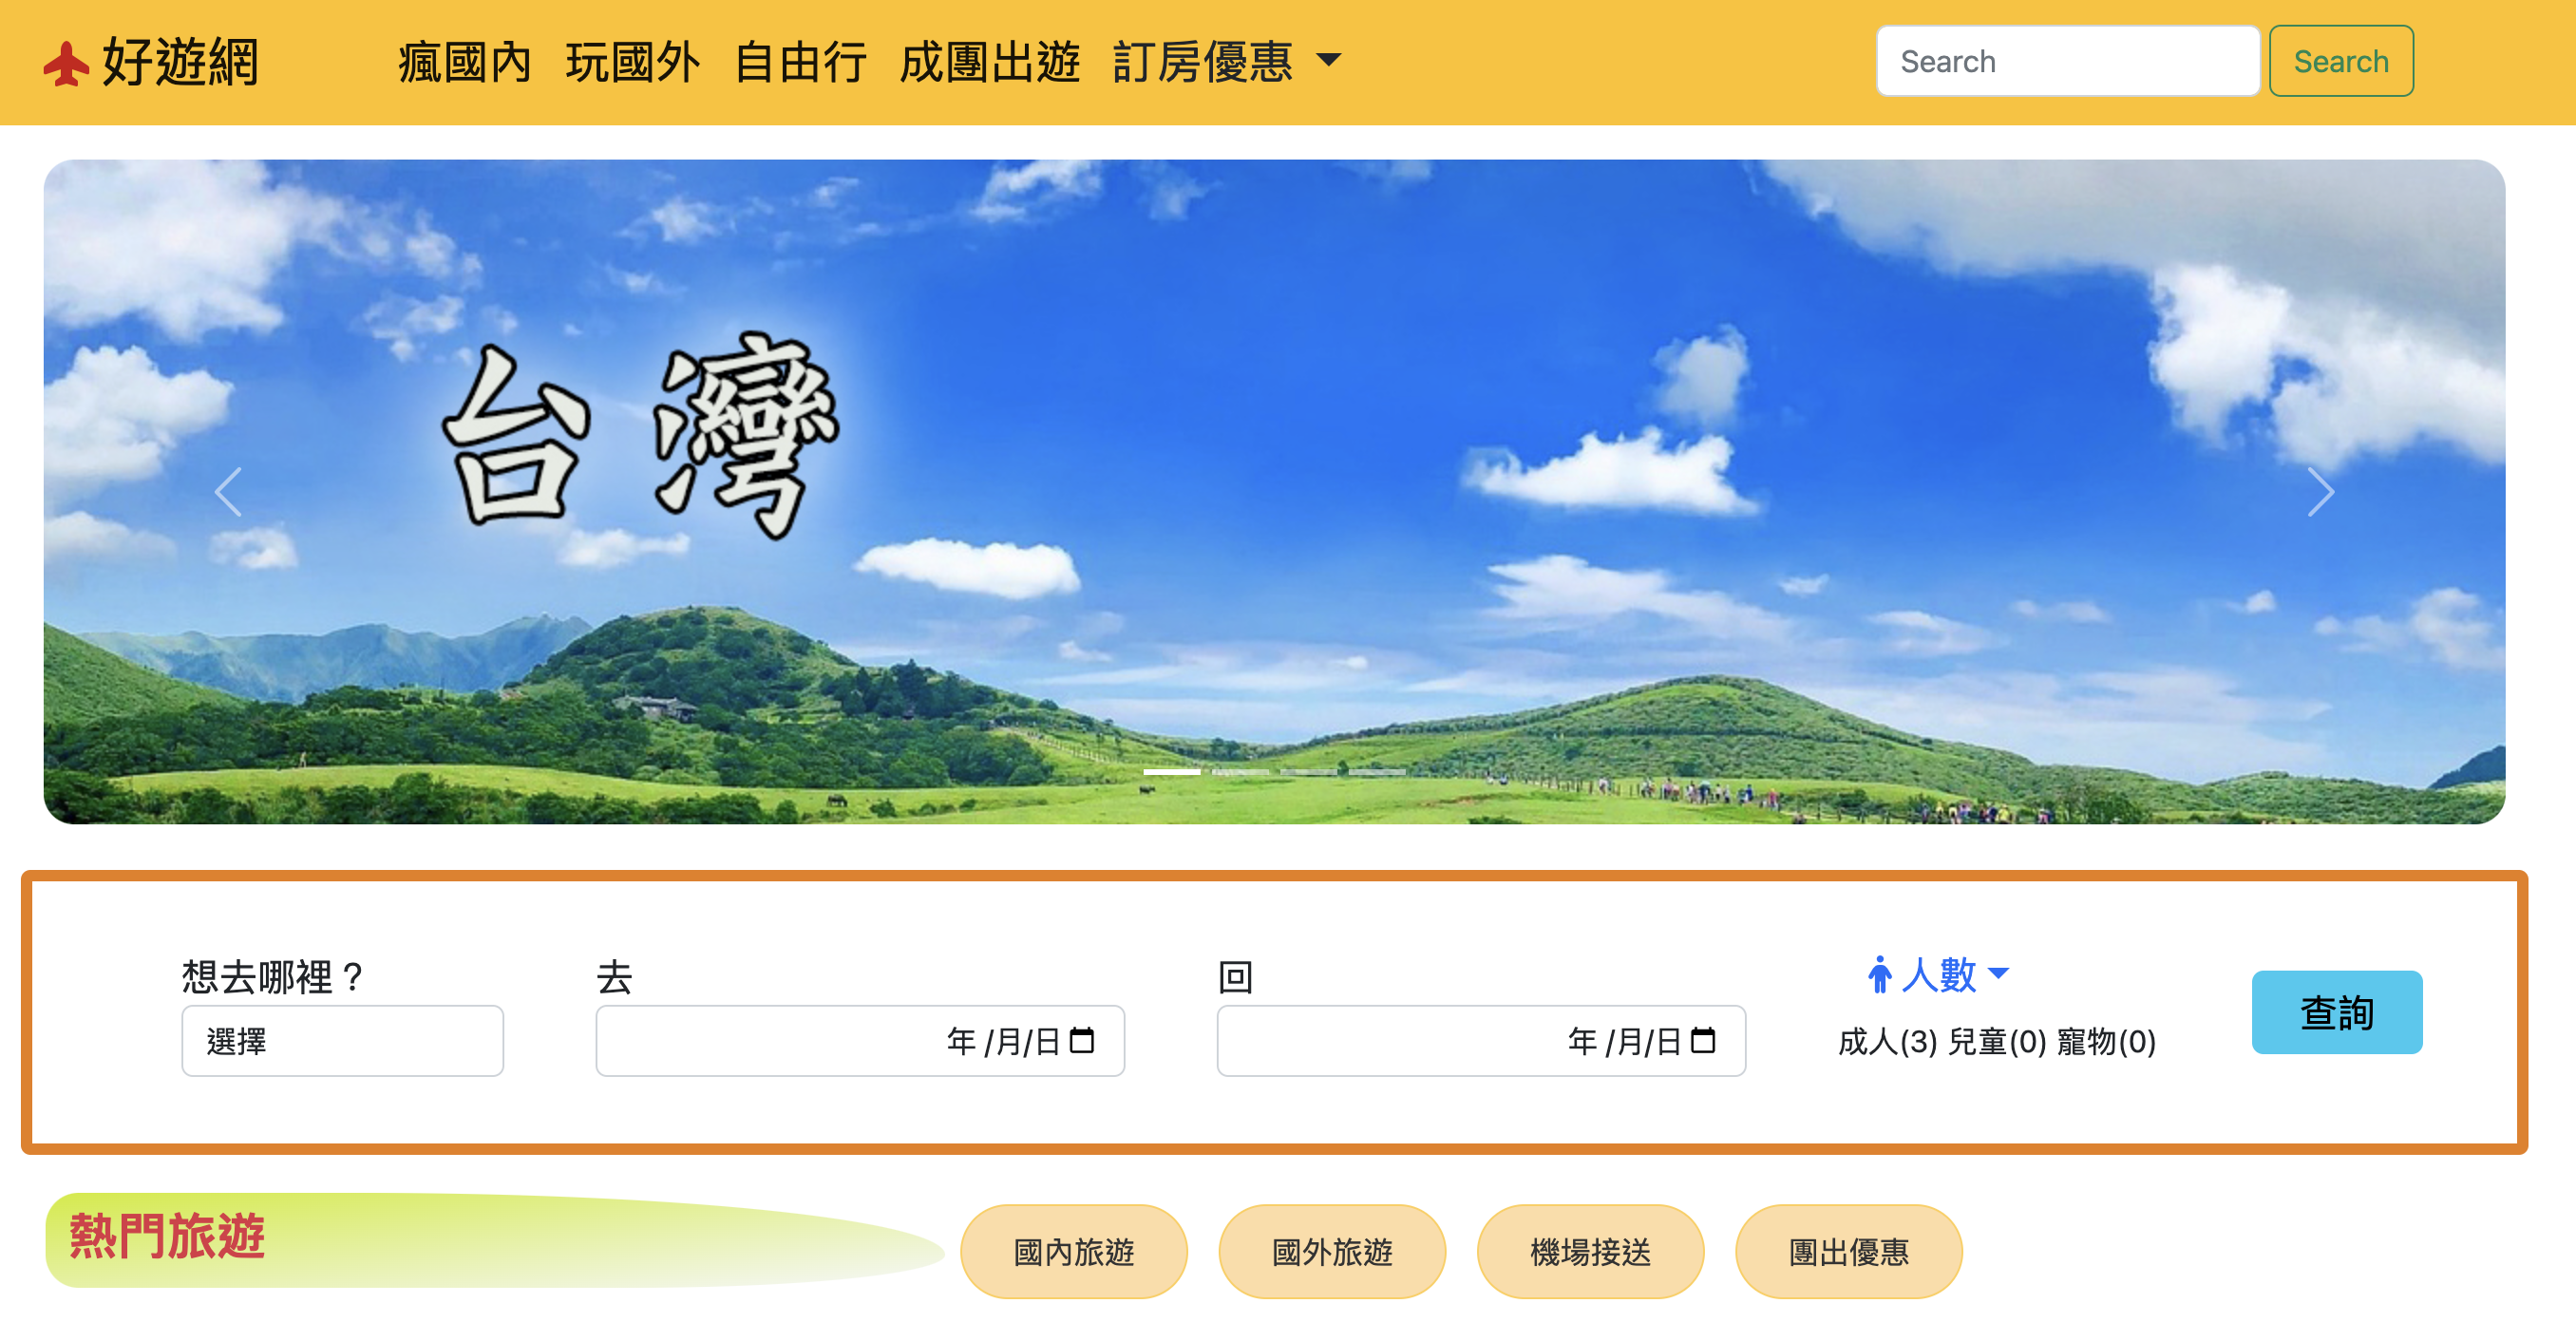 好遊網 瘋國內 玩國外 自由行 成團出遊 訂房優惠 Search Search
台灣
想去哪裡？ 去 回 人數
選擇 年 /月/日 年 /月/日 成人(3) 兒童(0) 寵物(0) 查詢
熱門旅遊 國內旅遊 國外旅遊 機場接送 團出優惠